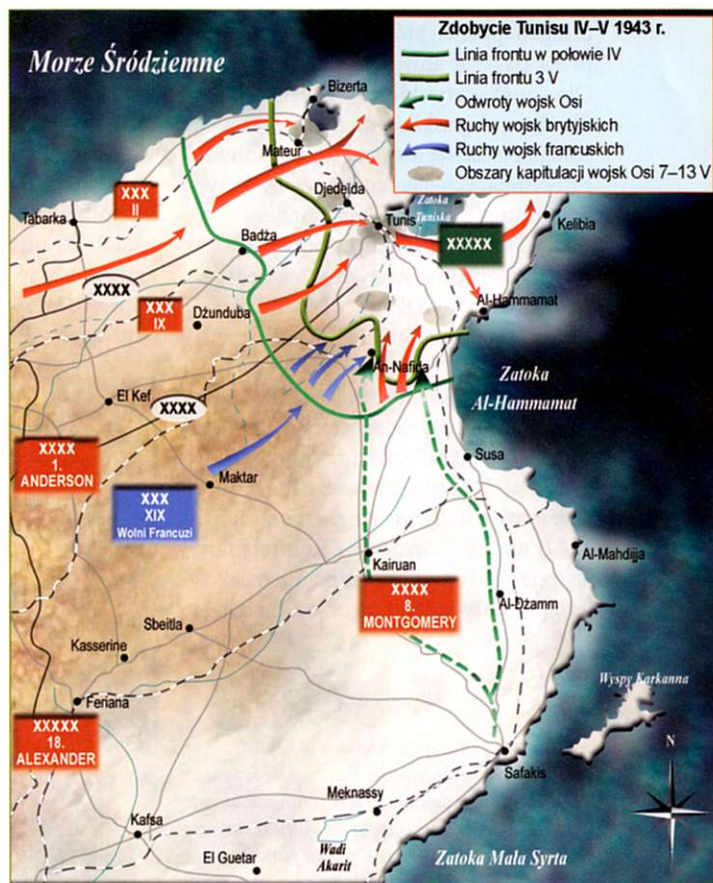 Zdobycie Tunisu IV–V 1943 r.
Linia frontu w połowie IV
Linia frontu 3 V
Odwroty wojsk Osi
Ruchy wojsk brytyjskich
Ruchy wojsk francuskich
Obszary kapitulacji wojsk Osi 7–13 V
Morze Śródziemne
Bizerta
Mateur
Djedeida
Zatoka
Tuniska
Tunis
XXXXX
Kelibia
Tabarka
XXX
II
Badża
XXXX
XXX
IX
Dżunduba
Al-Hammamat
An-Nafida
Zatoka
Al-Hammamat
El Kef
XXXX
XXXX
1.
ANDERSON
Maktar
XXX
XIX
Wolni Francuzi
Susa
Kairuan
Al-Mahdijja
XXXX
8.
MONTGOMERY
Al-Dżamm
Sbeitla
Kasserine
Feriana
XXXXX
18.
ALEXANDER
Wyspy Karkanna
N
Safakis
Meknassy
Kafsa
Wadi
Akarit
El Guetar
Zatoka Mała Syrta